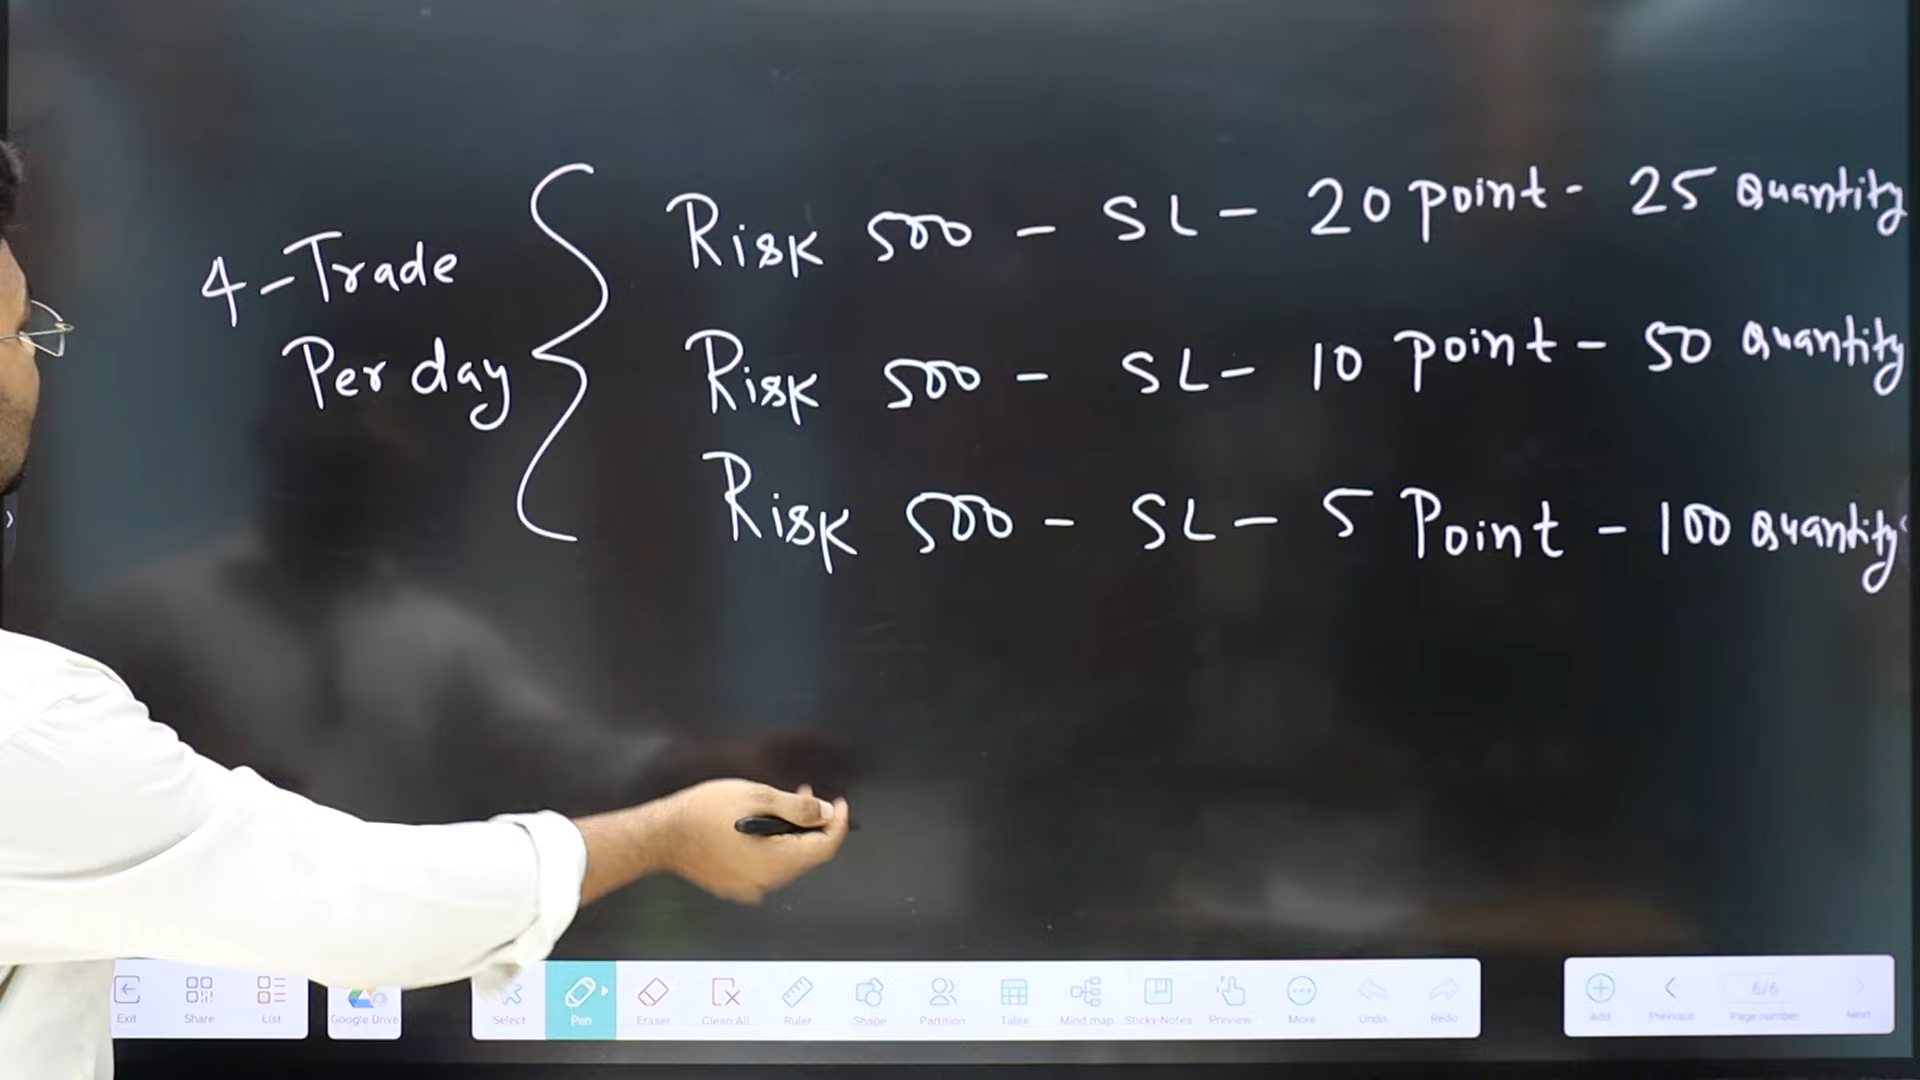 4-Trade
Per day
Risk 500 - SL - 20 point - 25 Quantity
Risk 500 - SL - 10 point - 50 Quantity
Risk 500 - SL - 5 Point - 100 Quantity
Exit Share List Google Drive Select Pen Eraser Clean All Ruler Shape Partition Table Mind map Sticky-Notes Preview More Undo Redo Add Previous 6/6 Page number Next